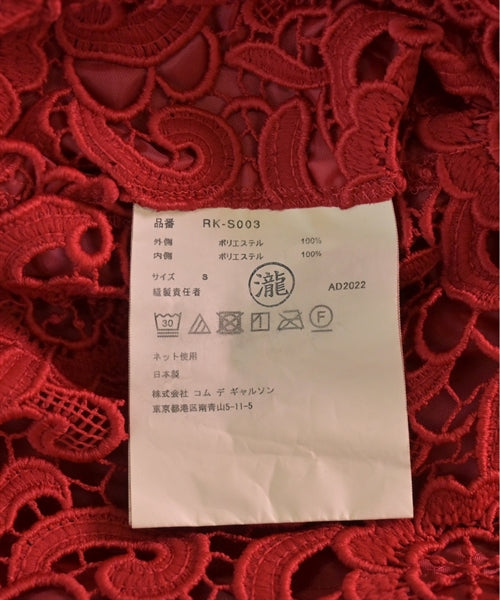 品番 RK-S003
外側 ポリエステル 100%
内側 ポリエステル 100%
サイズ S
縫製責任者 瀧 AD2022
30 F
ネット使用
日本製
株式会社 コム デ ギャルソン
東京都港区南青山5-11-5